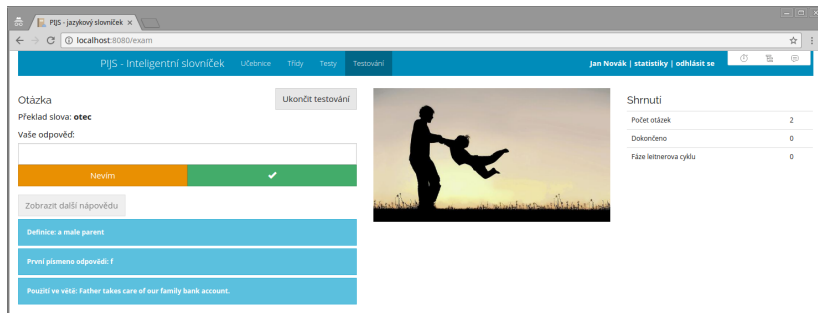 PIJS - jazykový slovníček
localhost:8080/exam
PIJS - Inteligentní slovníček Učebnice Třídy Testy Testování Jan Novák | statistiky | odhlásit se
Otázka
Ukončit testování
Překlad slova: otec
Vaše odpověď:
Nevím
Zobrazit další nápovědu
Definice: a male parent
První písmeno odpovědi: f
Použití ve větě: Father takes care of our family bank account.
Shrnutí
Počet otázek 2
Dokončeno 0
Fáze leitnerova cyklu 0